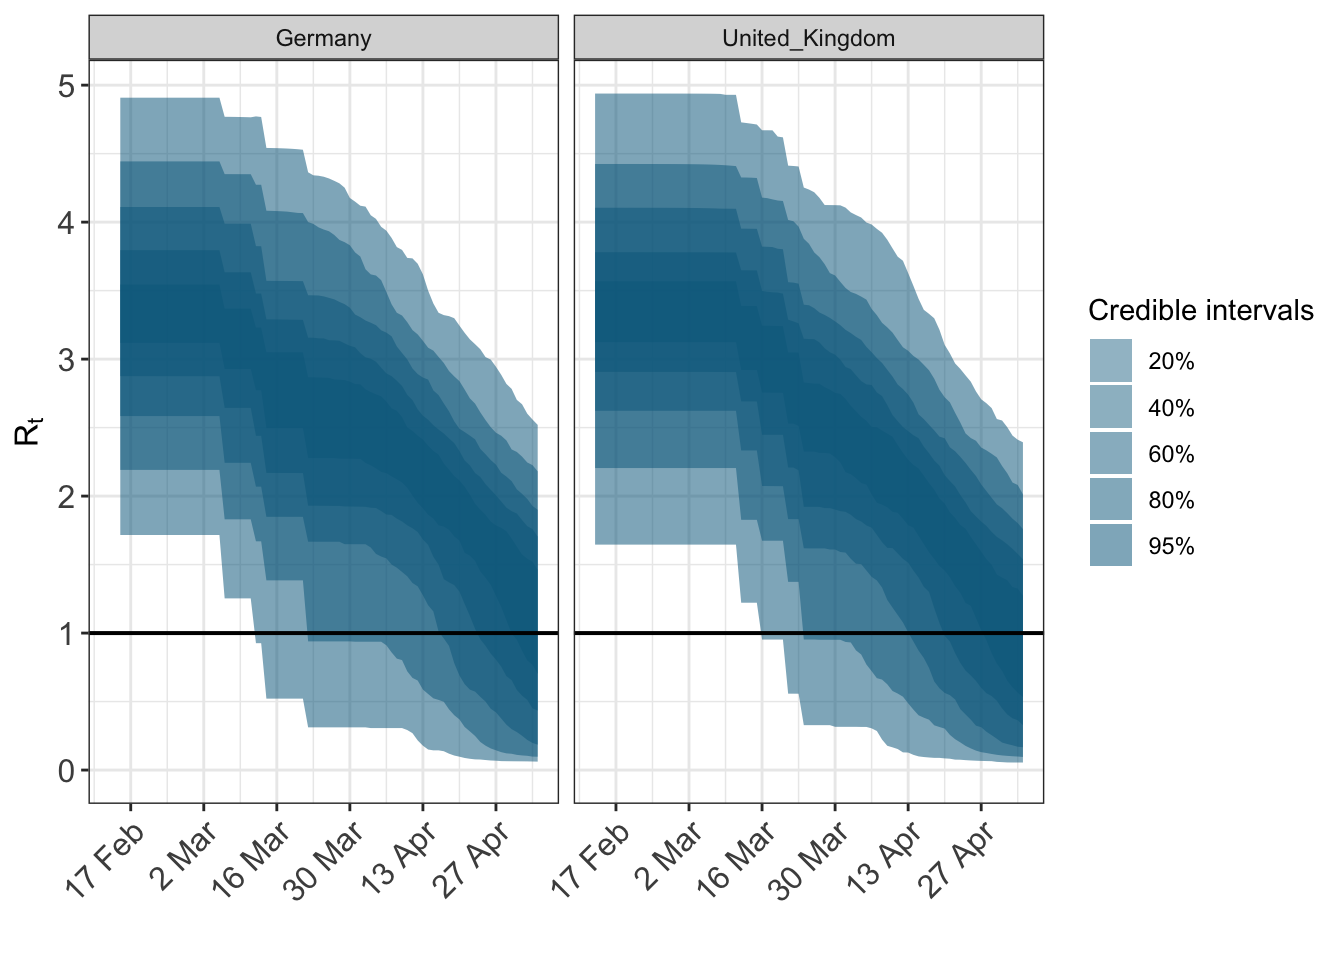 Germany
United_Kingdom
5
4
3
2
1
0
Rt
17 Feb
2 Mar
16 Mar
30 Mar
13 Apr
27 Apr
17 Feb
2 Mar
16 Mar
30 Mar
13 Apr
27 Apr
Credible intervals
20%
40%
60%
80%
95%